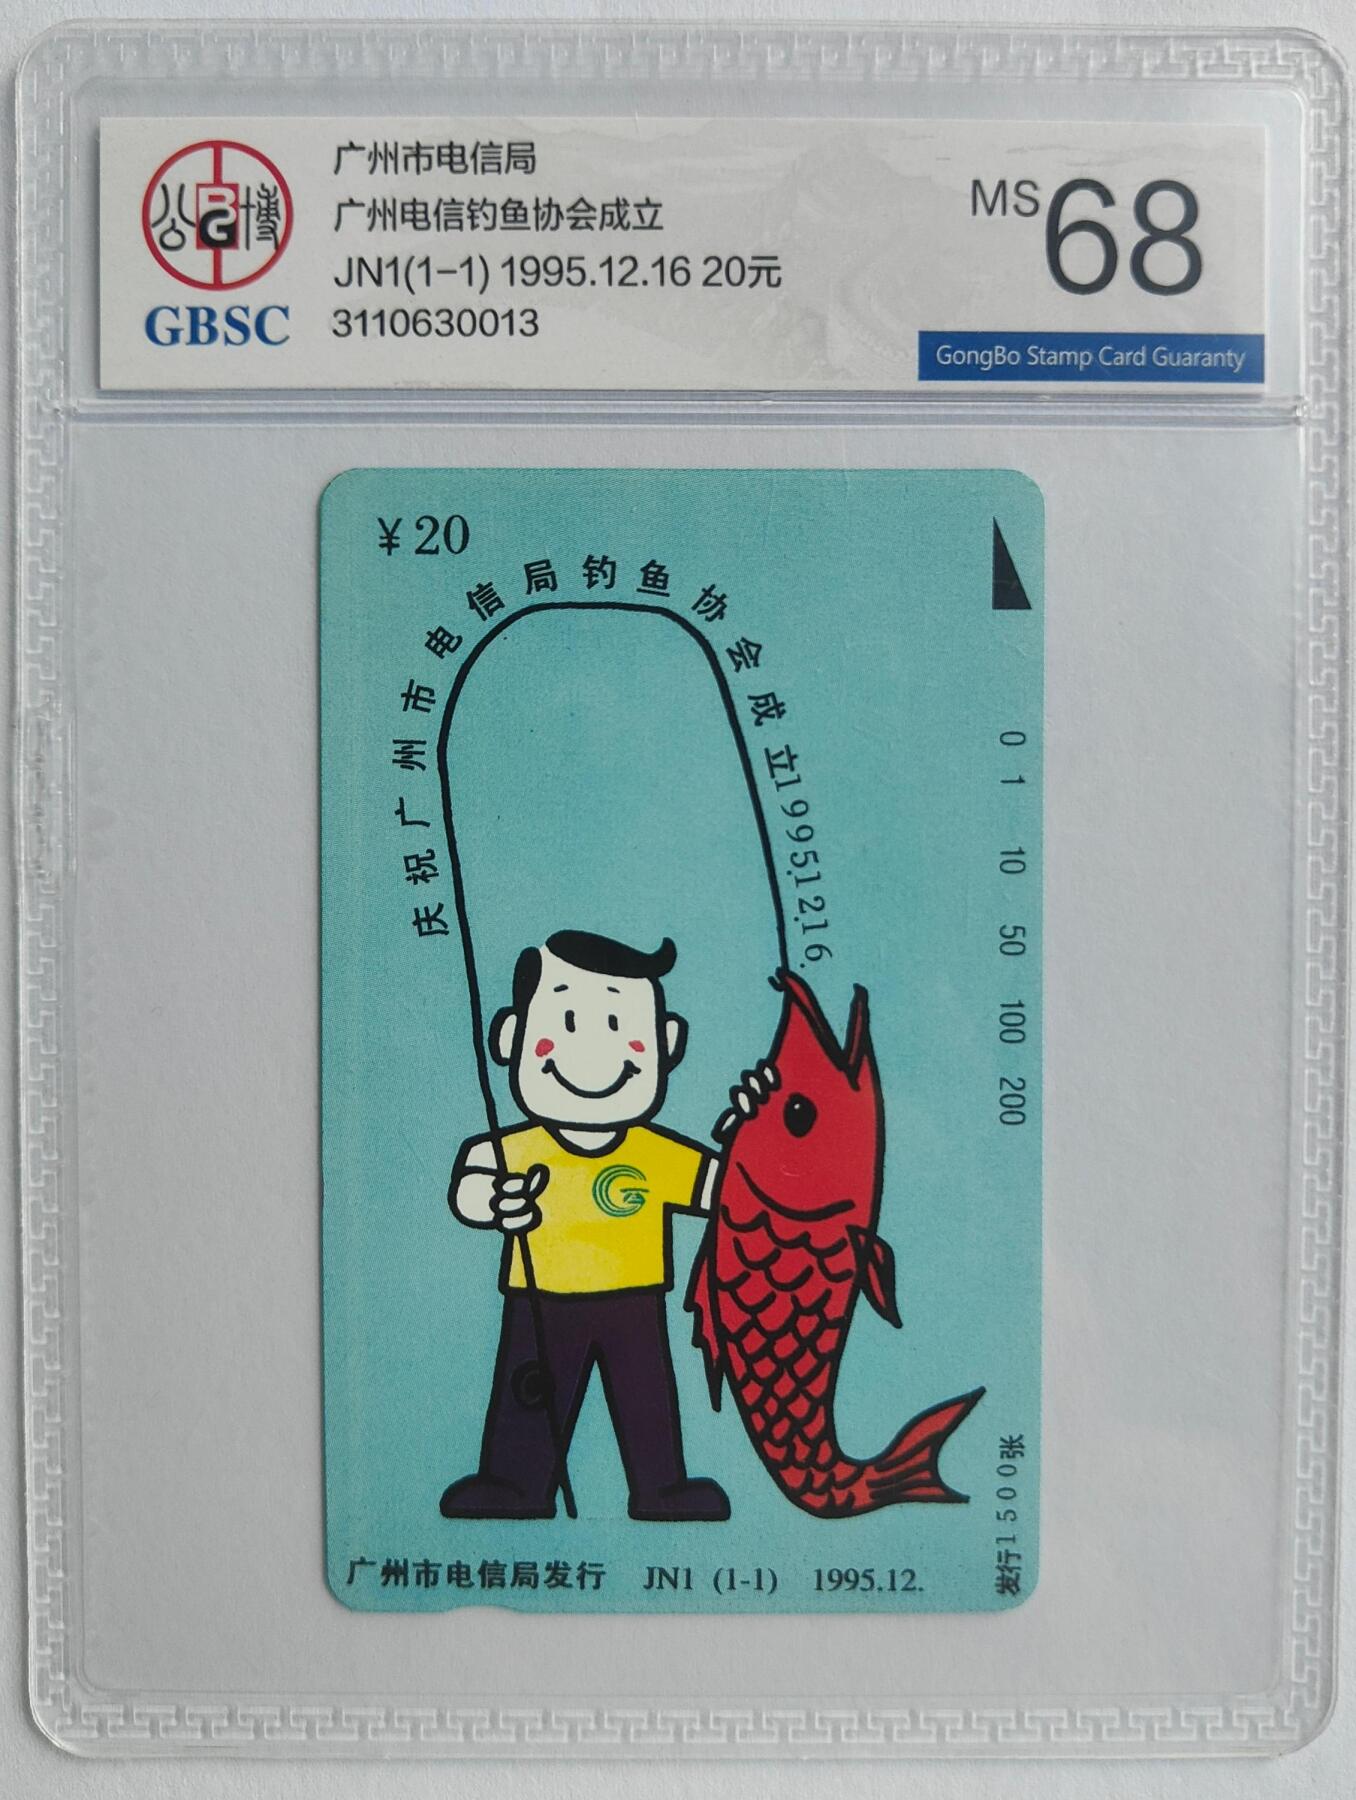 广州市电信局
广州电信钓鱼协会成立
JN1(1-1) 1995.12.16 20元
3110630013
MS 68
公博
BG
GBSC
GongBo Stamp Card Guaranty
¥20
庆祝广州市电信局钓鱼协会成立1995.12.16.
0 1 10 50 100 200
发行1500张
广州市电信局发行 JN1 (1-1) 1995.12.